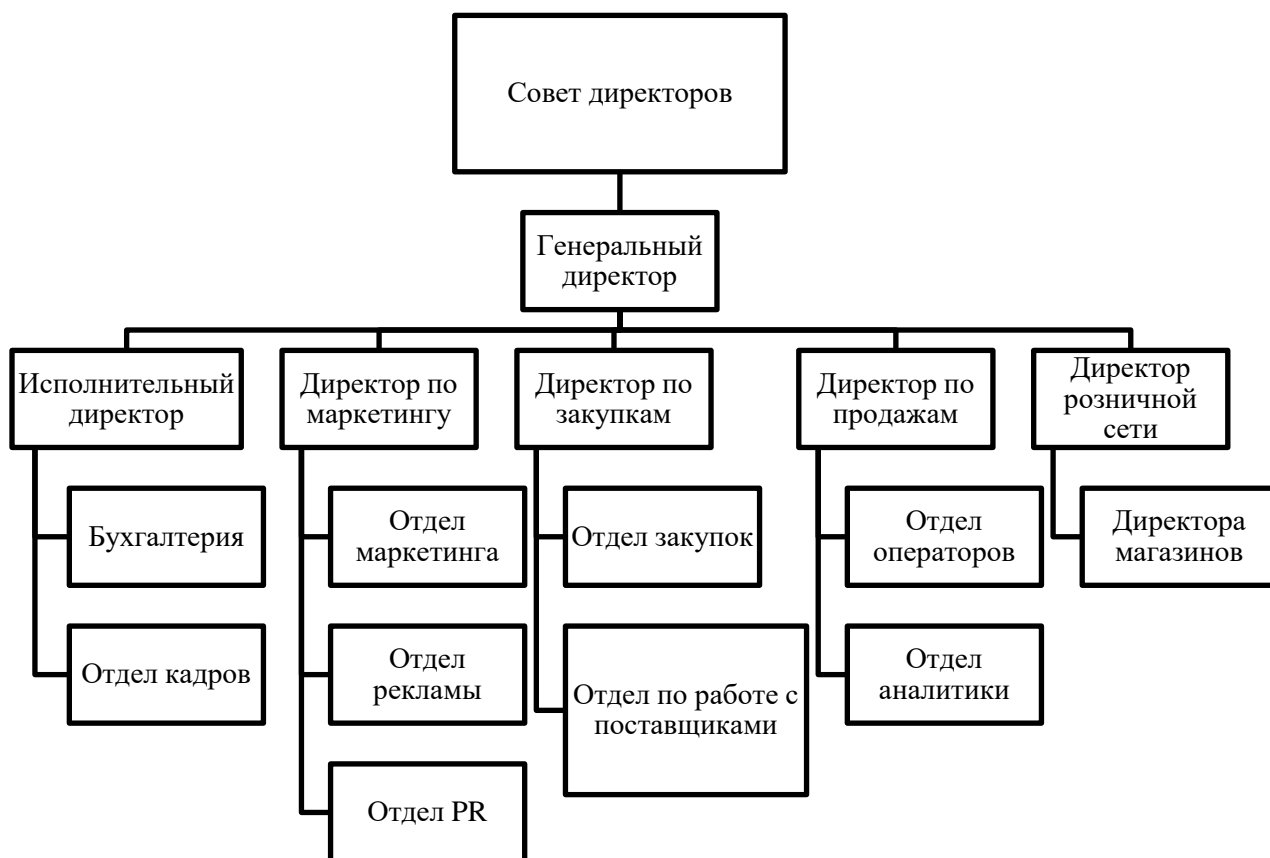 Совет директоров
Генеральный
директор
Исполнительный
директор
Директор по
маркетингу
Директор по
закупкам
Директор по
продажам
Директор
розничной
сети
Бухгалтерия
Отдел
маркетинга
Отдел закупок
Отдел
операторов
Директора
магазинов
Отдел кадров
Отдел
рекламы
Отдел по работе с
поставщиками
Отдел
аналитики
Отдел PR